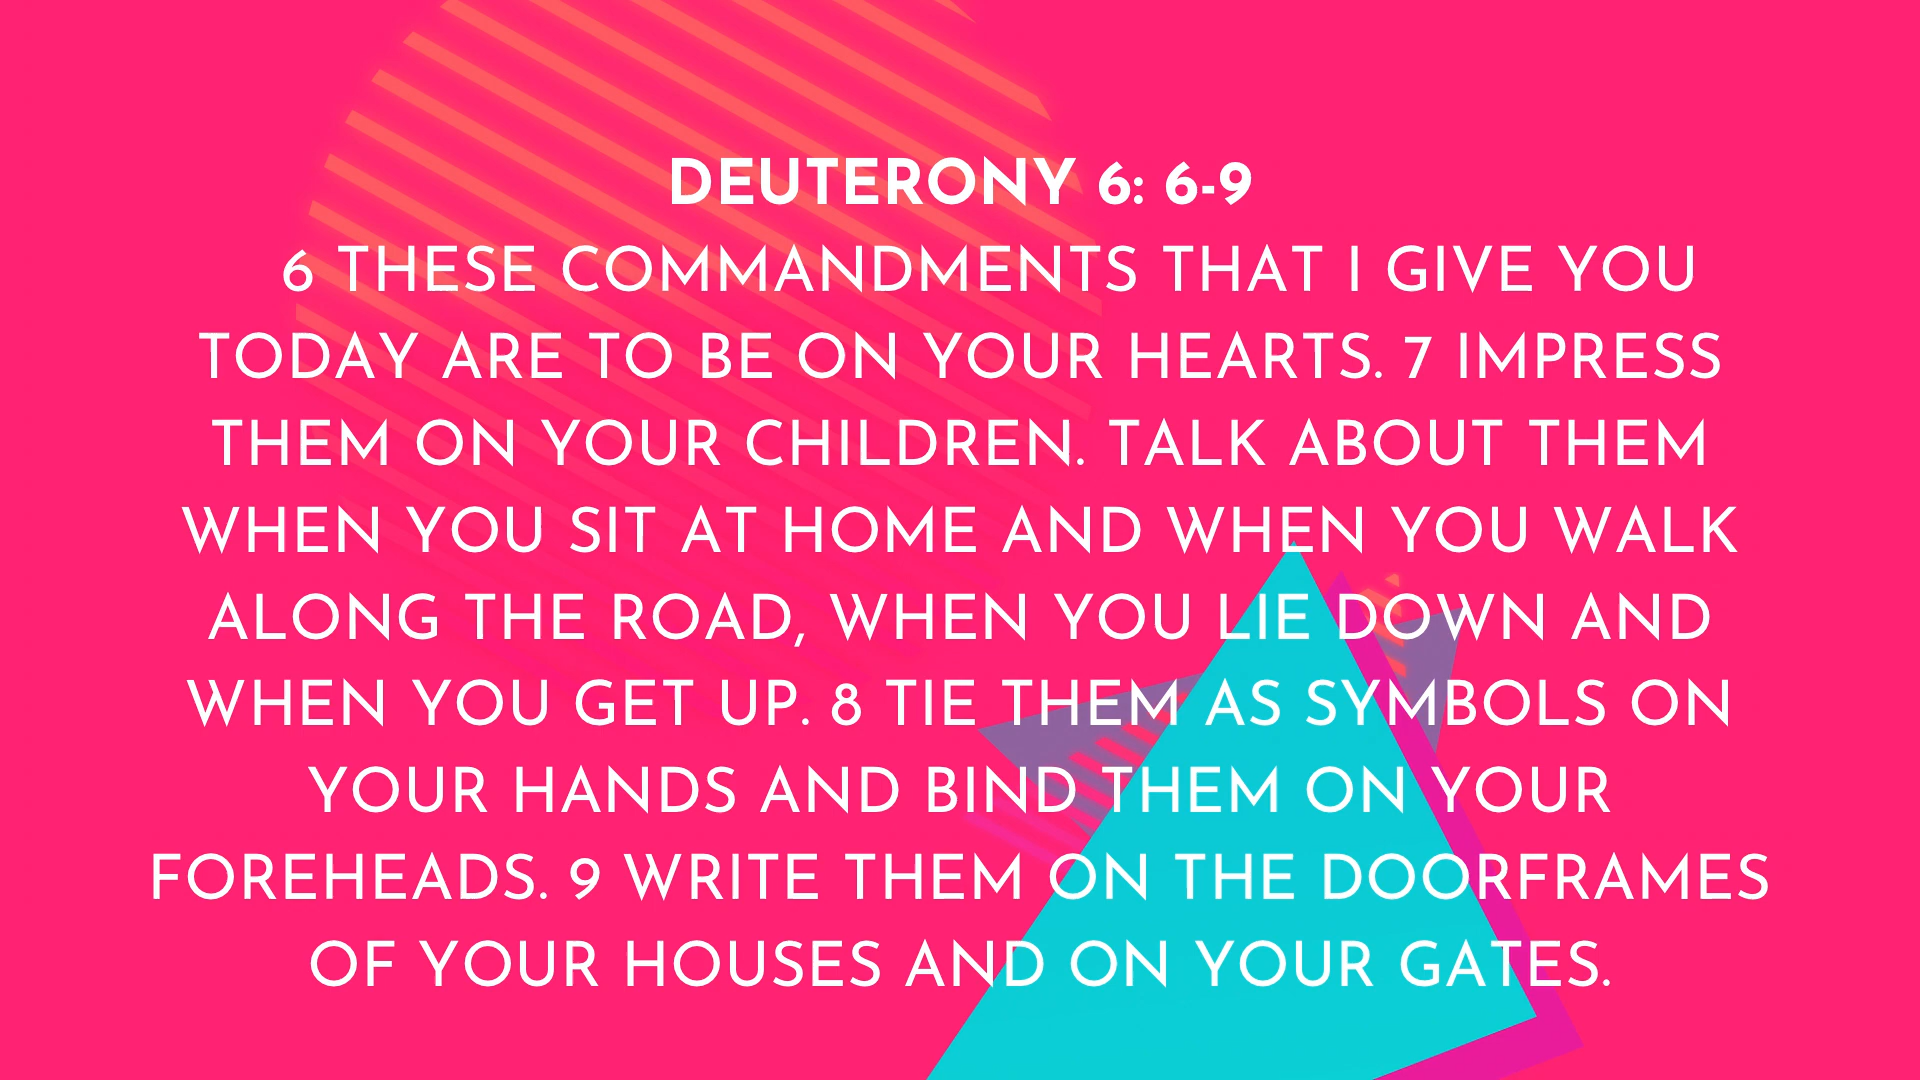 DEUTERONY 6: 6-9
6 THESE COMMANDMENTS THAT I GIVE YOU
TODAY ARE TO BE ON YOUR HEARTS. 7 IMPRESS
THEM ON YOUR CHILDREN. TALK ABOUT THEM
WHEN YOU SIT AT HOME AND WHEN YOU WALK
ALONG THE ROAD, WHEN YOU LIE DOWN AND
WHEN YOU GET UP. 8 TIE THEM AS SYMBOLS ON
YOUR HANDS AND BIND THEM ON YOUR
FOREHEADS. 9 WRITE THEM ON THE DOORFRAMES
OF YOUR HOUSES AND ON YOUR GATES.